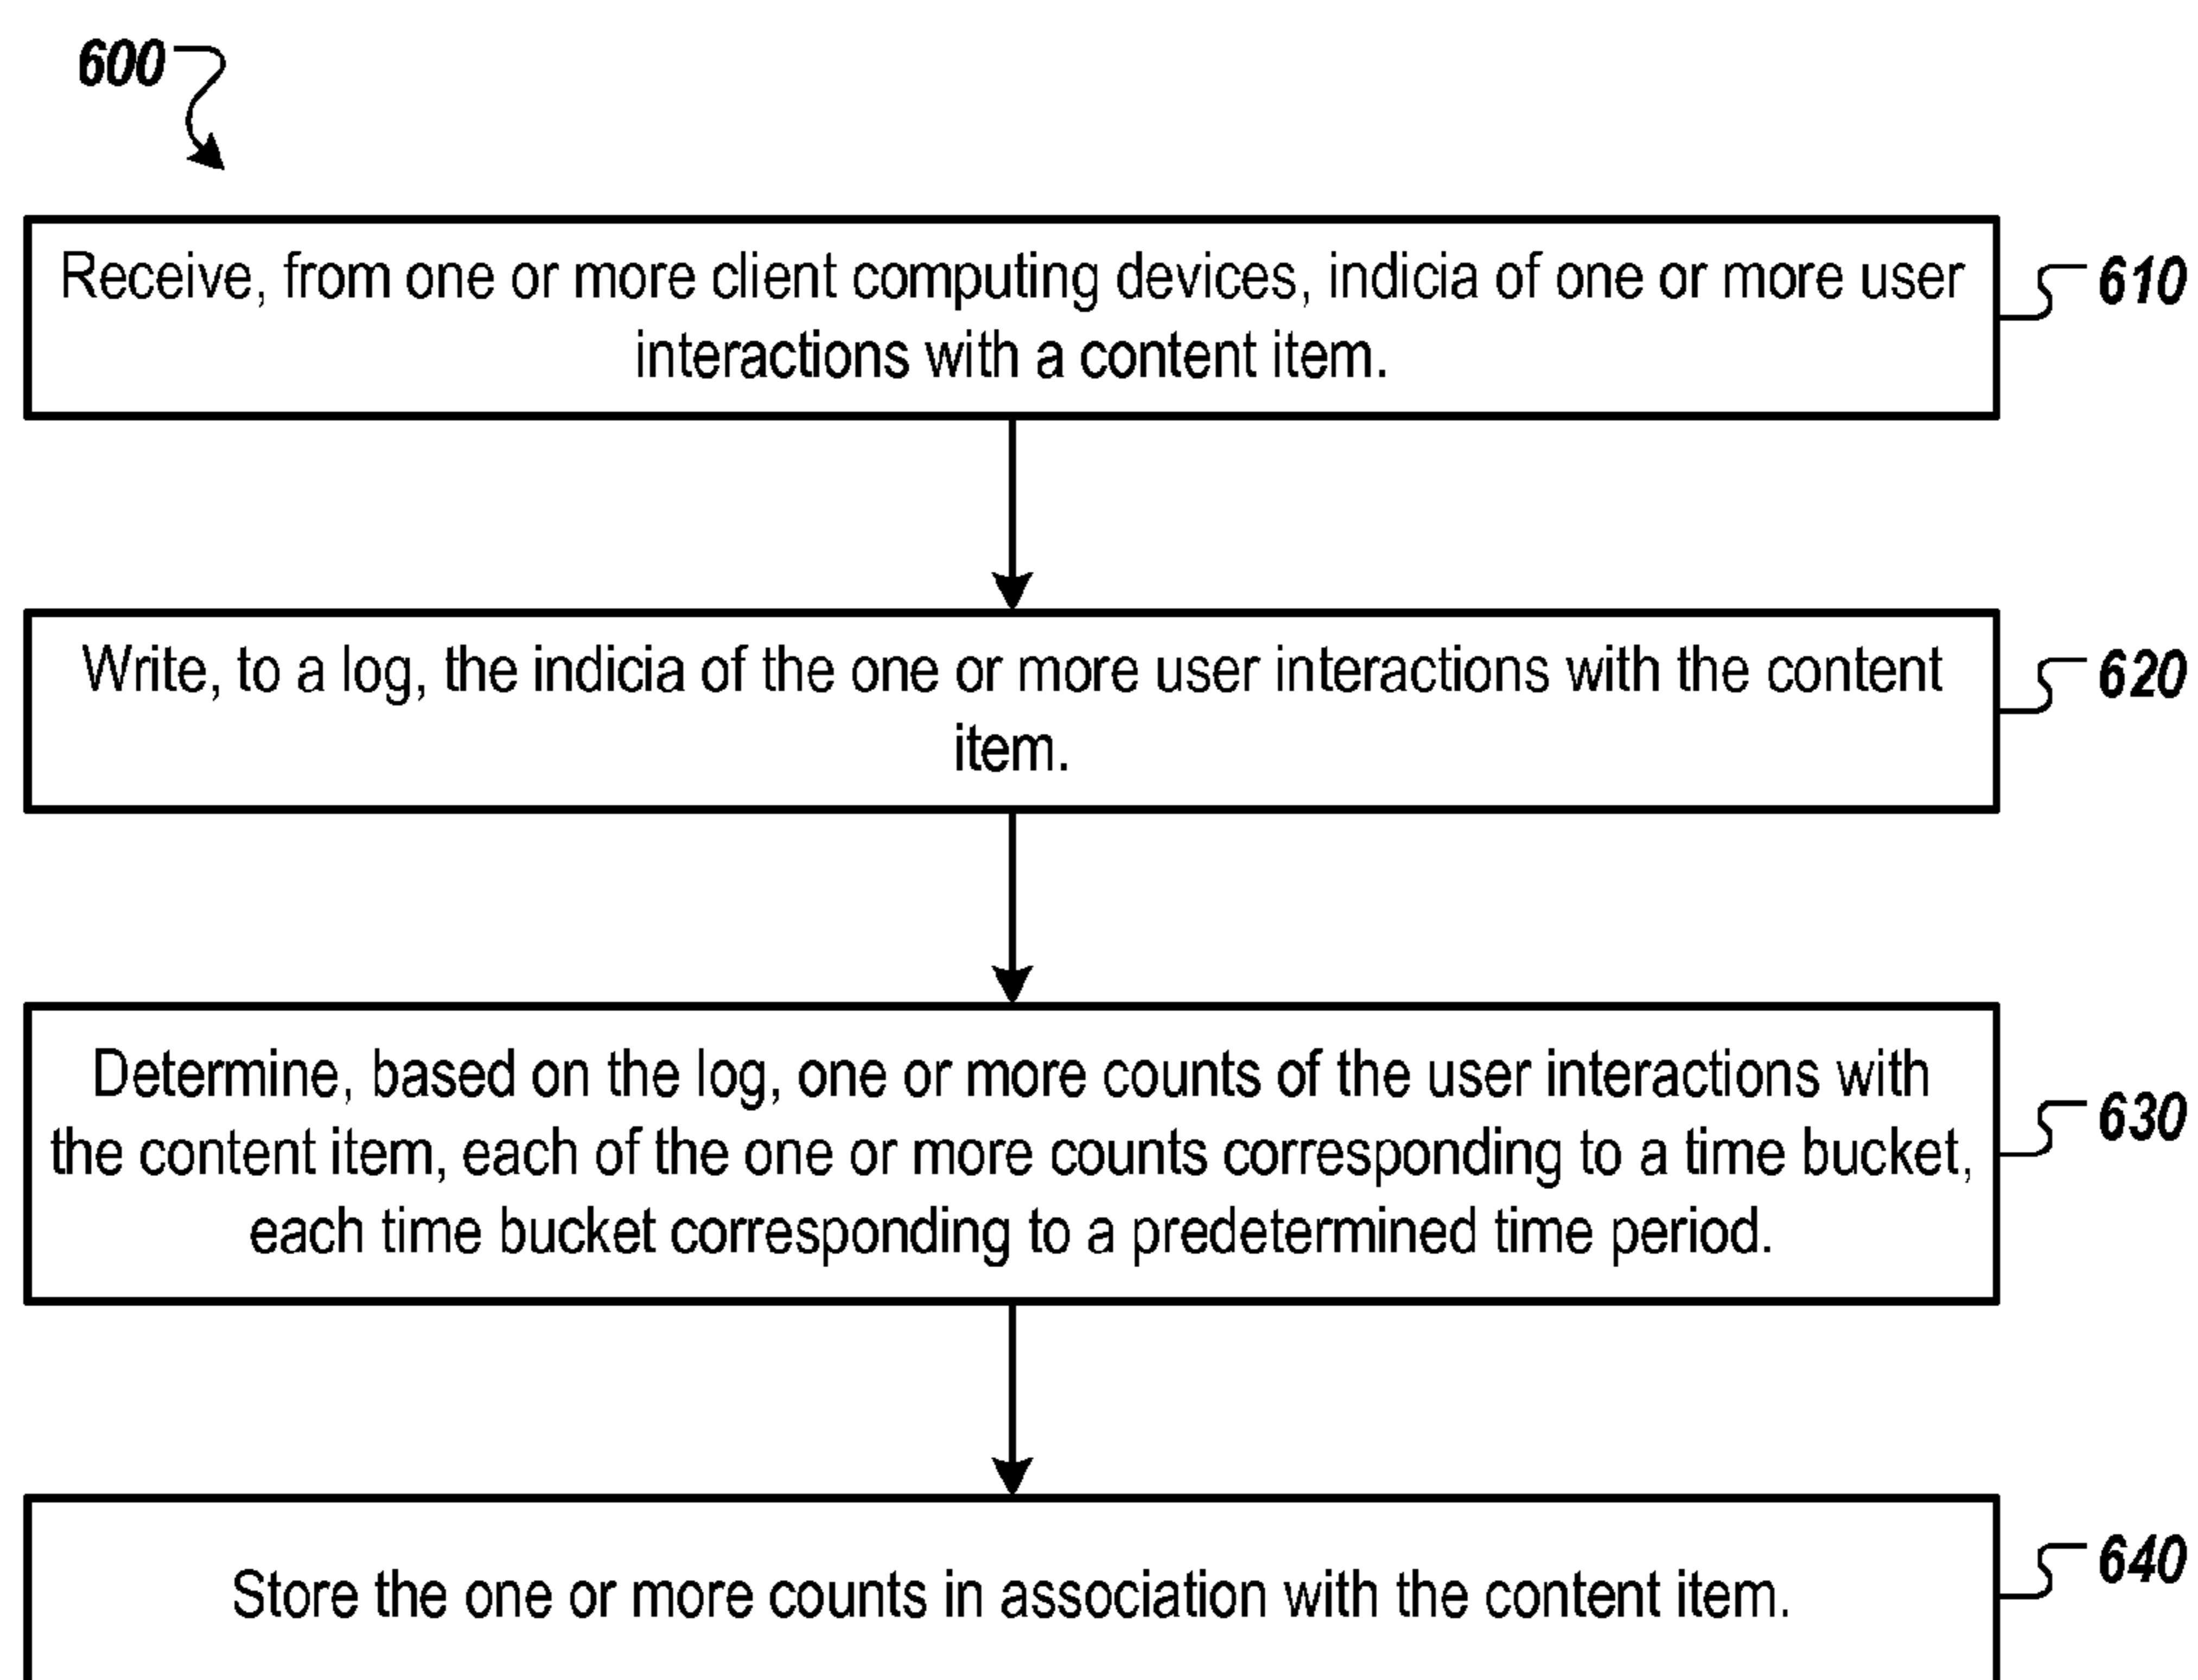 600
Receive, from one or more client computing devices, indicia of one or more user
interactions with a content item.
610
Write, to a log, the indicia of the one or more user interactions with the content
item.
620
Determine, based on the log, one or more counts of the user interactions with
the content item, each of the one or more counts corresponding to a time bucket,
each time bucket corresponding to a predetermined time period.
630
Store the one or more counts in association with the content item.
640